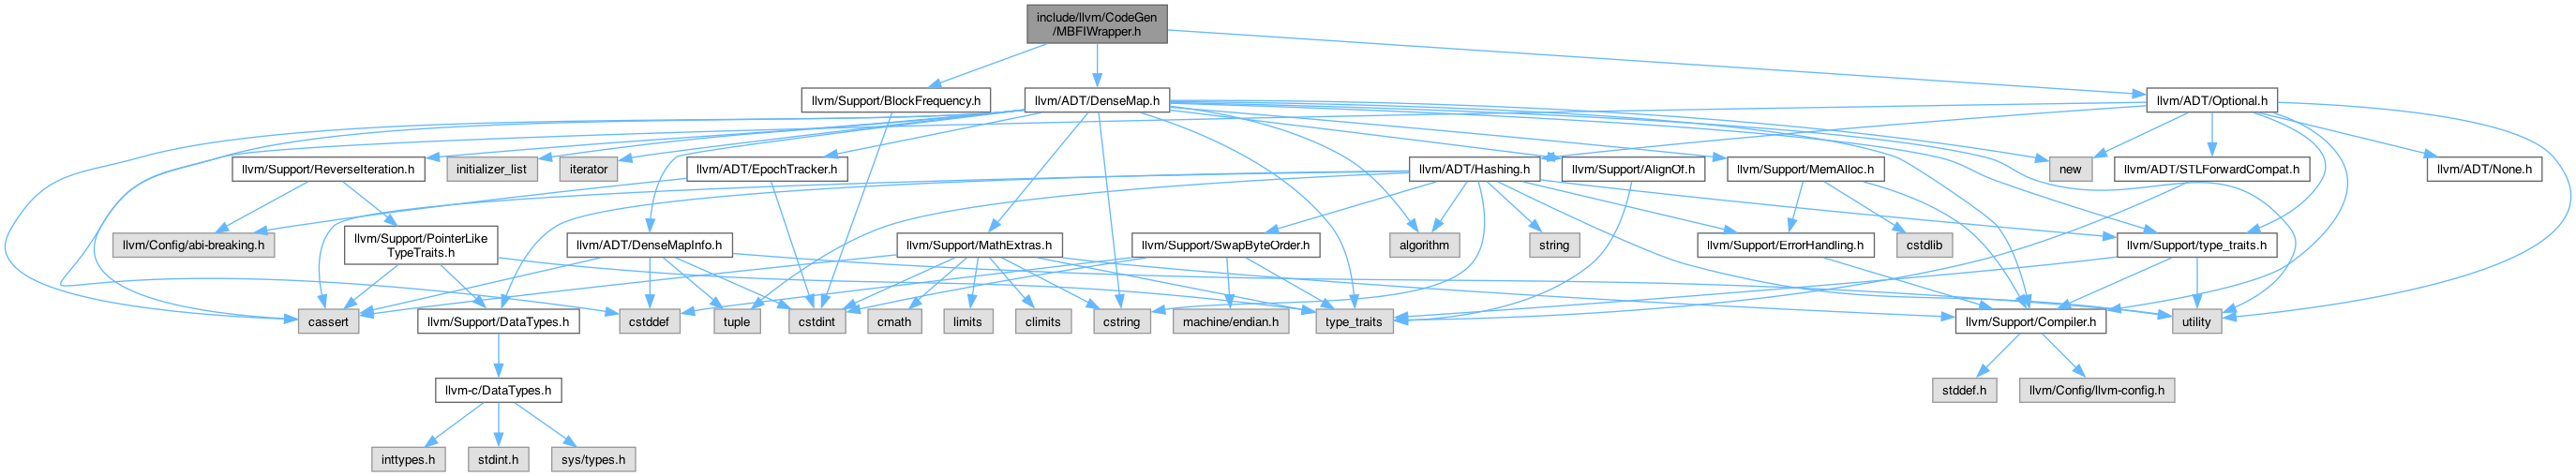 include/llvm/CodeGen
/MBFIWrapper.h
llvm/Support/BlockFrequency.h
llvm/ADT/DenseMap.h
llvm/ADT/Optional.h
llvm/Support/ReverseIteration.h
initializer_list
iterator
llvm/ADT/EpochTracker.h
llvm/ADT/Hashing.h
llvm/Support/AlignOf.h
llvm/Support/MemAlloc.h
new
llvm/ADT/STLForwardCompat.h
llvm/ADT/None.h
llvm/Config/abi-breaking.h
llvm/Support/PointerLike
TypeTraits.h
llvm/ADT/DenseMapInfo.h
llvm/Support/MathExtras.h
llvm/Support/SwapByteOrder.h
algorithm
string
llvm/Support/ErrorHandling.h
cstdlib
llvm/Support/type_traits.h
cassert
llvm/Support/DataTypes.h
cstddef
tuple
cstdint
cmath
limits
climits
cstring
machine/endian.h
type_traits
llvm/Support/Compiler.h
utility
llvm-c/DataTypes.h
stddef.h
llvm/Config/llvm-config.h
inttypes.h
stdint.h
sys/types.h